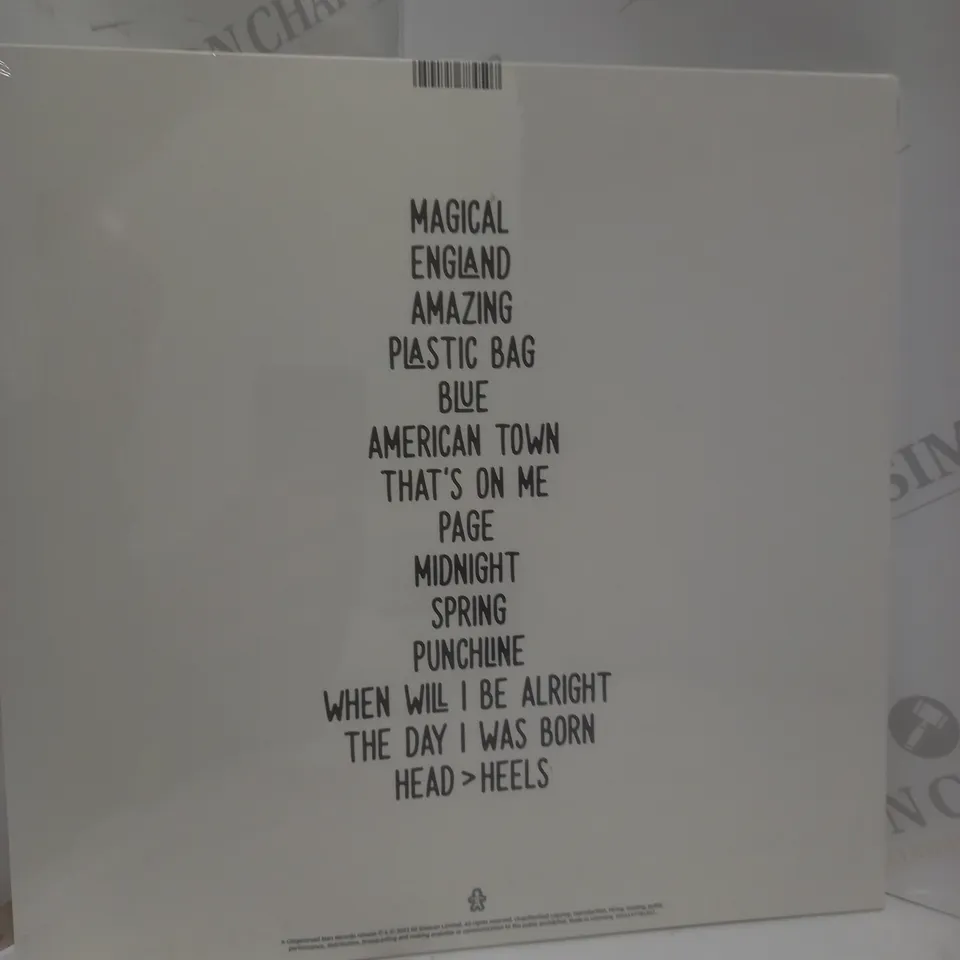 MAGICAL
ENGLAND
AMAZING
PLASTIC BAG
BLUE
AMERICAN TOWN
THAT'S ON ME
PAGE
MIDNIGHT
SPRING
PUNCHLINE
WHEN WILL I BE ALRIGHT
THE DAY I WAS BORN
HEAD > HEELS